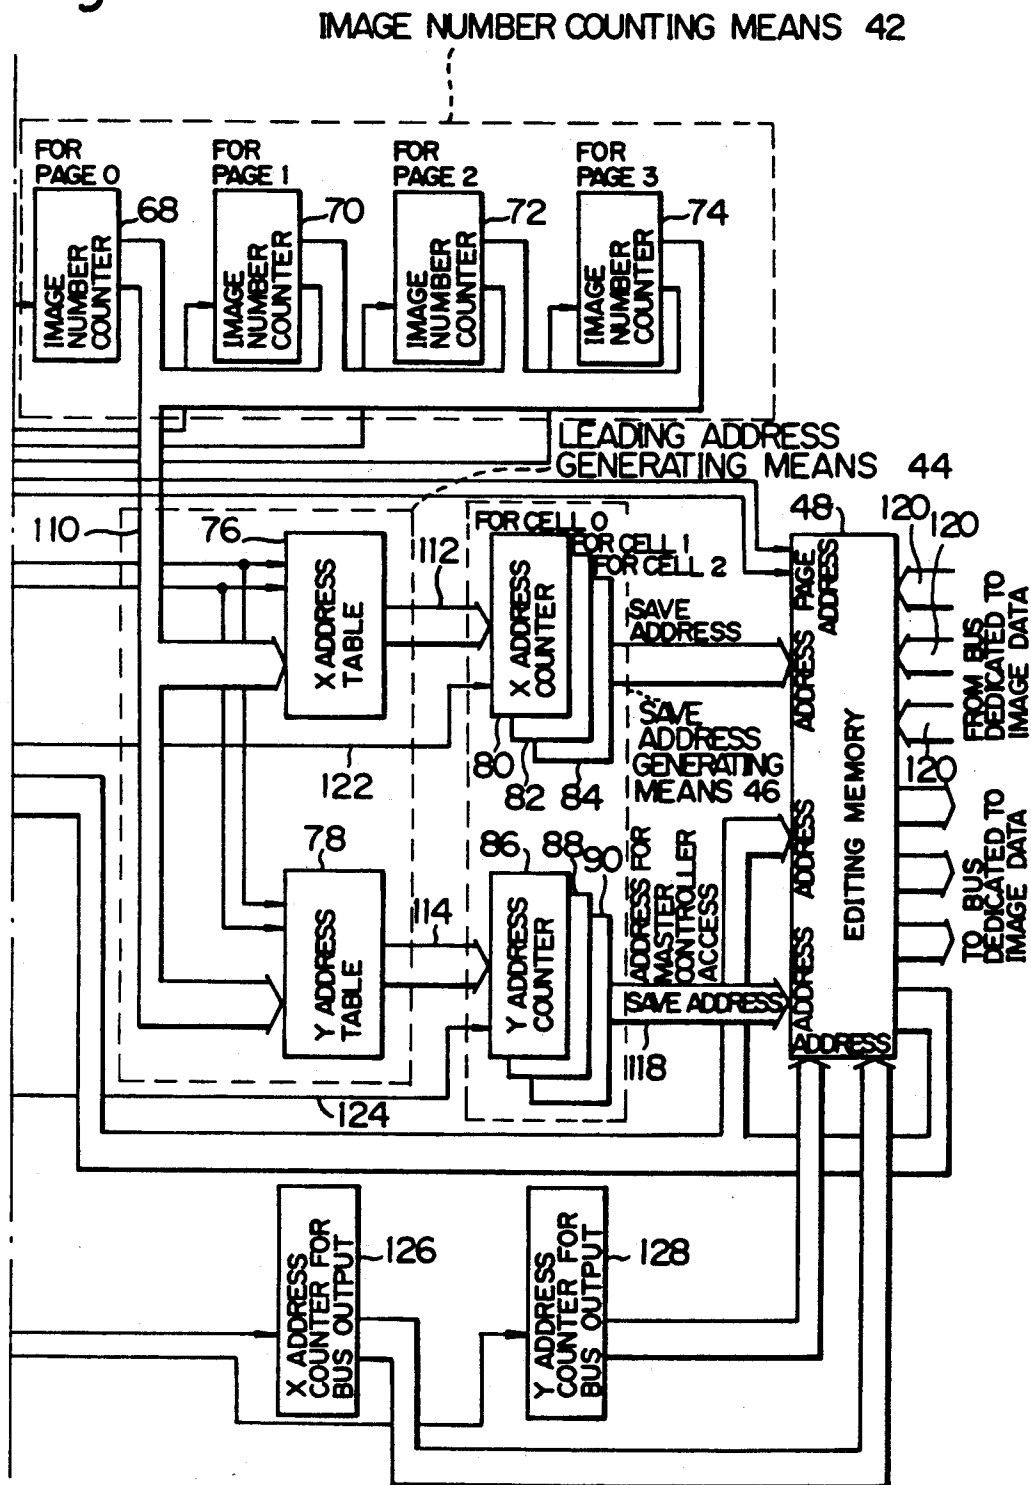 IMAGE NUMBER COUNTING MEANS 42
FOR
PAGE 0
FOR
PAGE 1
FOR
PAGE 2
FOR
PAGE 3
68
70
72
74
IMAGE
NUMBER
COUNTER
IMAGE
NUMBER
COUNTER
IMAGE
NUMBER
COUNTER
IMAGE
NUMBER
COUNTER
LEADING ADDRESS
GENERATING MEANS 44
110
76
112
FOR CELL 0
FOR CELL 1
FOR CELL 2
48
120
120
X ADDRESS
TABLE
X ADDRESS
COUNTER
SAVE
ADDRESS
PAGE
ADDRESS
ADDRESS
FROM BUS
DEDICATED TO
IMAGE DATA
SAVE
ADDRESS
GENERATING
MEANS 46
122
80
82
84
120
78
86
88
90
114
Y ADDRESS
TABLE
Y ADDRESS
COUNTER
ADDRESS FOR
MASTER
CONTROLLER
ACCESS
ADDRESS
EDITING MEMORY
TO BUS
DEDICATED TO
IMAGE DATA
SAVE ADDRESS
ADDRESS
ADDRESS
118
124
X ADDRESS
COUNTER FOR
BUS OUTPUT
126
Y ADDRESS
COUNTER FOR
BUS OUTPUT
128